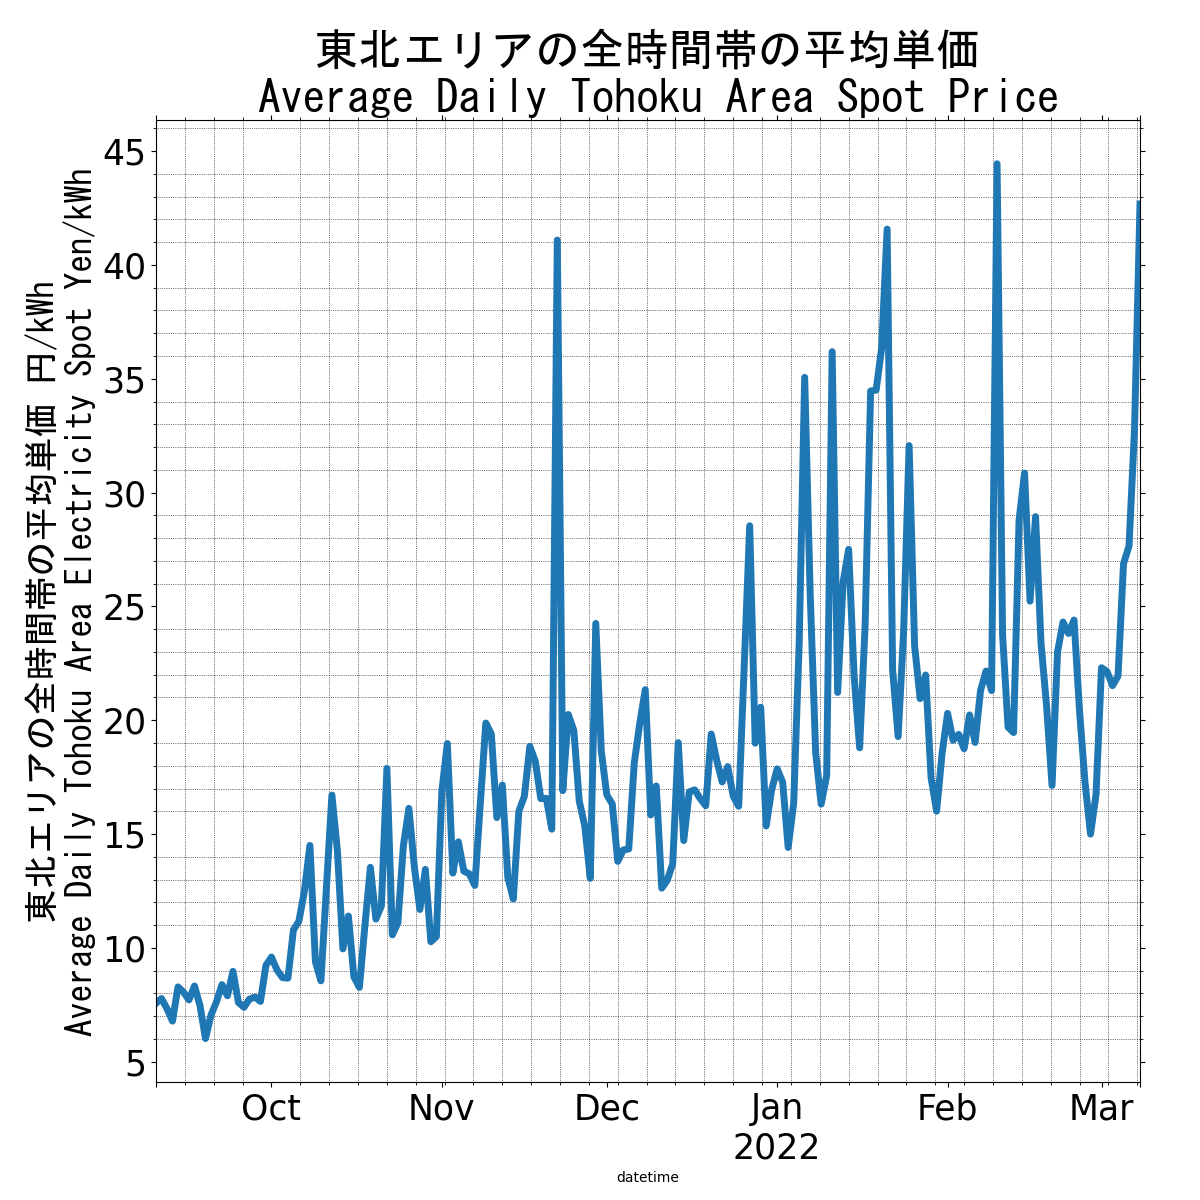 東北エリアの全時間帯の平均単価
Average Daily Tohoku Area Spot Price
東北エリアの全時間帯の平均単価 円/kWh
Average Daily Tohoku Area Electricity Spot Yen/kWh
45
40
35
30
25
20
15
10
5
Oct
Nov
Dec
Jan
2022
Feb
Mar
datetime